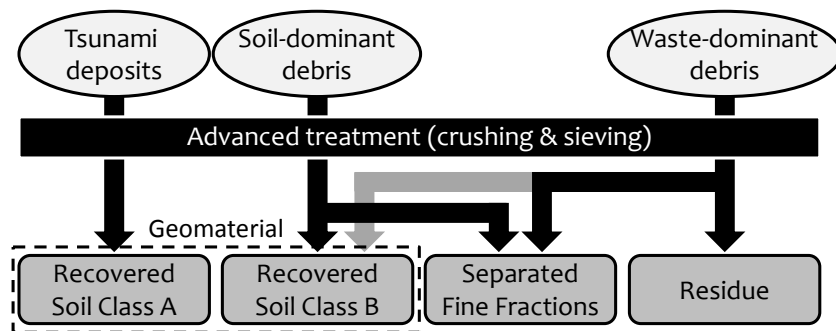 Tsunami
deposits
Soil-dominant
debris
Waste-dominant
debris
Advanced treatment (crushing & sieving)
Geomaterial
Recovered
Soil Class A
Recovered
Soil Class B
Separated
Fine Fractions
Residue